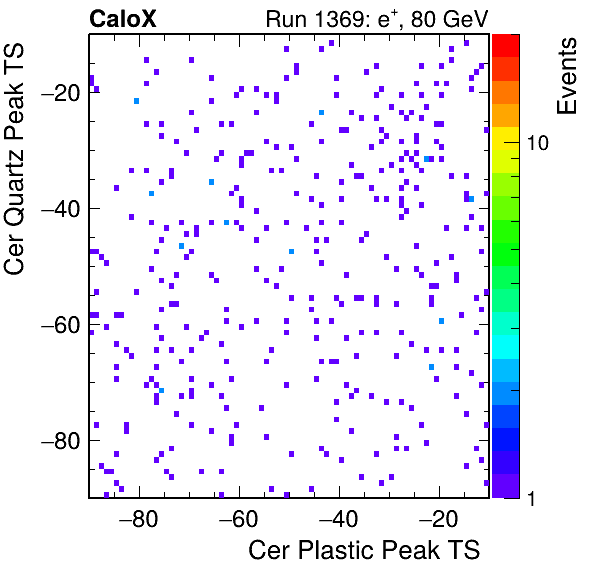 CaloX Run 1369: e⁺, 80 GeV
Events
Cer Quartz Peak TS
−20
−40
−60
−80
10
1
−80 −60 −40 −20
Cer Plastic Peak TS